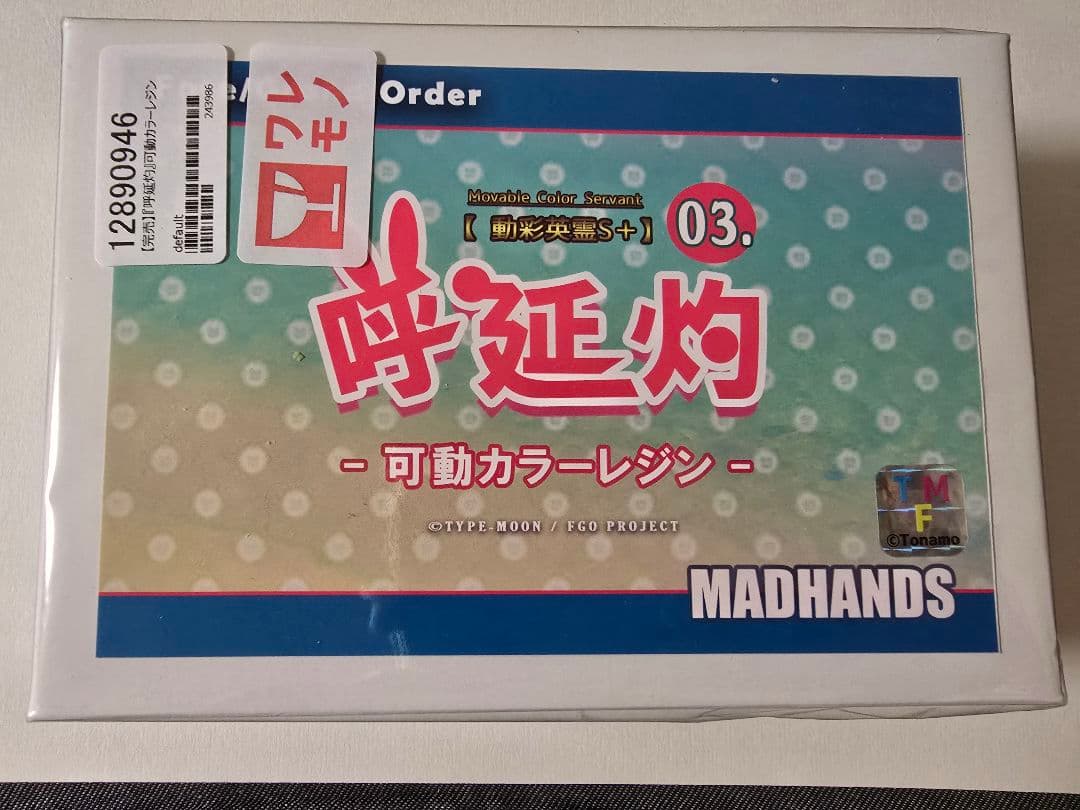 12890946
【完売】『呼延灼』可動カラーレジン
default
243986
ワレ
モノ
Order
Movable Color Servant
【 動彩英霊S+】
03.
呼延灼
- 可動カラーレジン -
©TYPE-MOON / FGO PROJECT
T M
F
©Tonamo
MADHANDS